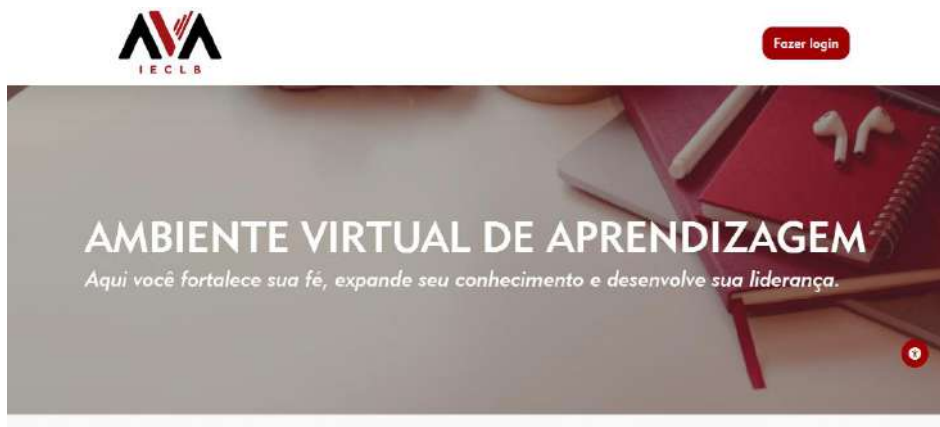 AVA
IECLB
Fazer login
AMBIENTE VIRTUAL DE APRENDIZAGEM
Aqui você fortalece sua fé, expande seu conhecimento e desenvolve sua liderança.